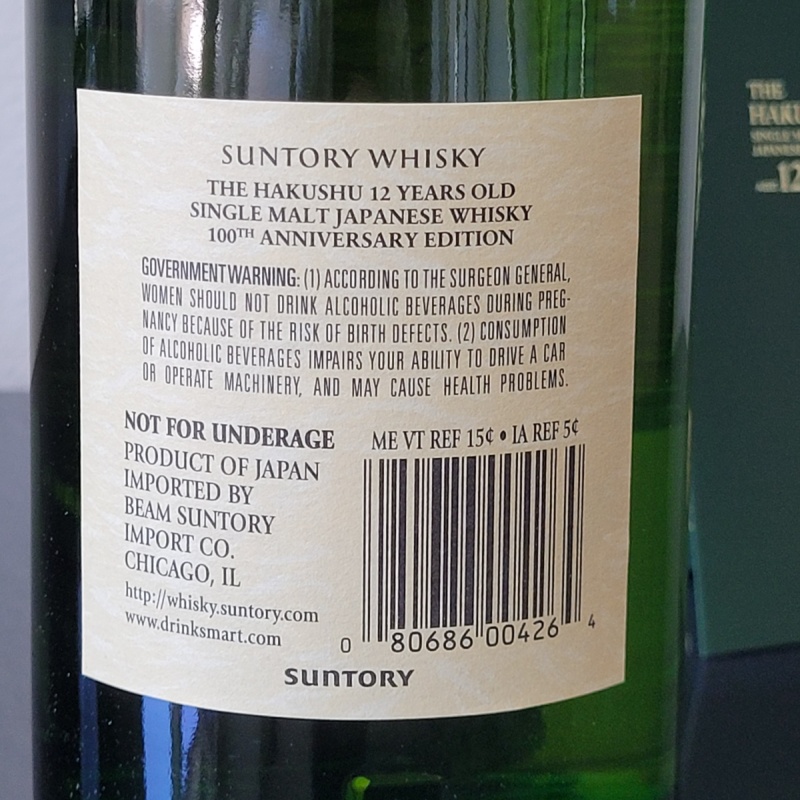 SUNTORY WHISKY
THE HAKUSHU 12 YEARS OLD
SINGLE MALT JAPANESE WHISKY
100TH ANNIVERSARY EDITION
GOVERNMENT WARNING: (1) ACCORDING TO THE SURGEON GENERAL,
WOMEN SHOULD NOT DRINK ALCOHOLIC BEVERAGES DURING PREG-
NANCY BECAUSE OF THE RISK OF BIRTH DEFECTS. (2) CONSUMPTION
OF ALCOHOLIC BEVERAGES IMPAIRS YOUR ABILITY TO DRIVE A CAR
OR OPERATE MACHINERY, AND MAY CAUSE HEALTH PROBLEMS.
NOT FOR UNDERAGE
PRODUCT OF JAPAN
IMPORTED BY
BEAM SUNTORY
IMPORT CO.
CHICAGO, IL
http://whisky.suntory.com
www.drinksmart.com
ME VT REF 15¢ • IA REF 5¢
0 80686 00426 4
SUNTORY
THE
HAKU
SINGLE M
JAPANES
12